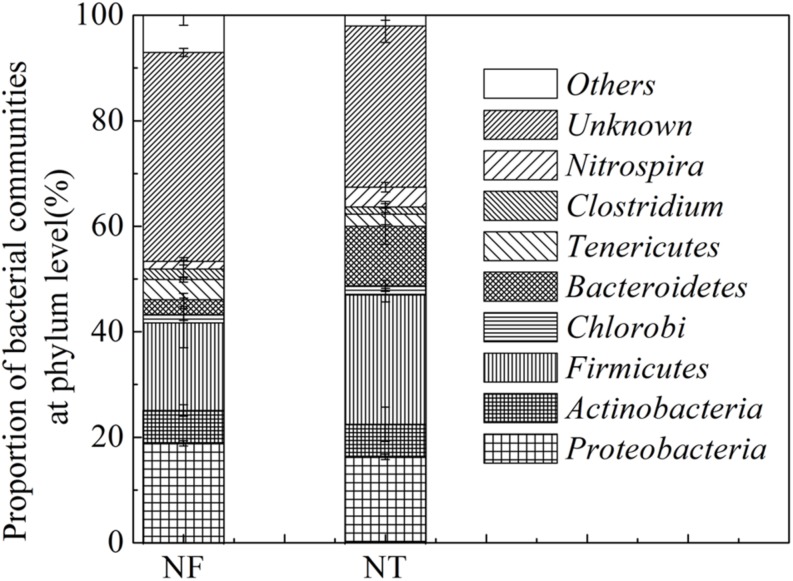 Proportion of bacterial communities
at phylum level(%)
100
80
60
40
20
0
NF
NT
Others
Unknown
Nitrospira
Clostridium
Tenericutes
Bacteroidetes
Chlorobi
Firmicutes
Actinobacteria
Proteobacteria